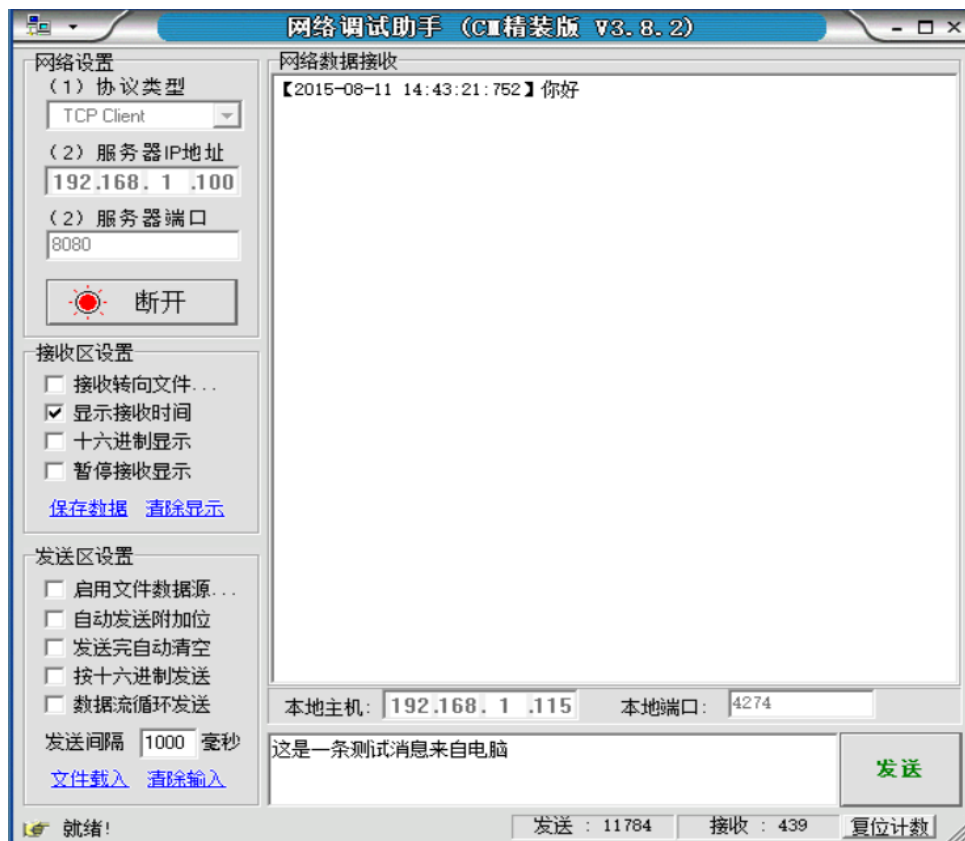 网络调试助手 (CⅢ精装版 V3.8.2)
网络设置
(1) 协议类型
TCP Client
(2) 服务器IP地址
192.168. 1 .100
(2) 服务器端口
8080
断开
接收区设置
接收转向文件...
显示接收时间
十六进制显示
暂停接收显示
保存数据 清除显示
发送区设置
启用文件数据源...
自动发送附加位
发送完自动清空
按十六进制发送
数据流循环发送
发送间隔 1000 毫秒
文件载入 清除输入
网络数据接收
【2015-08-11 14:43:21:752】你好
本地主机: 192.168. 1 .115 本地端口: 4274
这是一条测试消息来自电脑
发送
就绪! 发送 : 11784 接收 : 439 复位计数